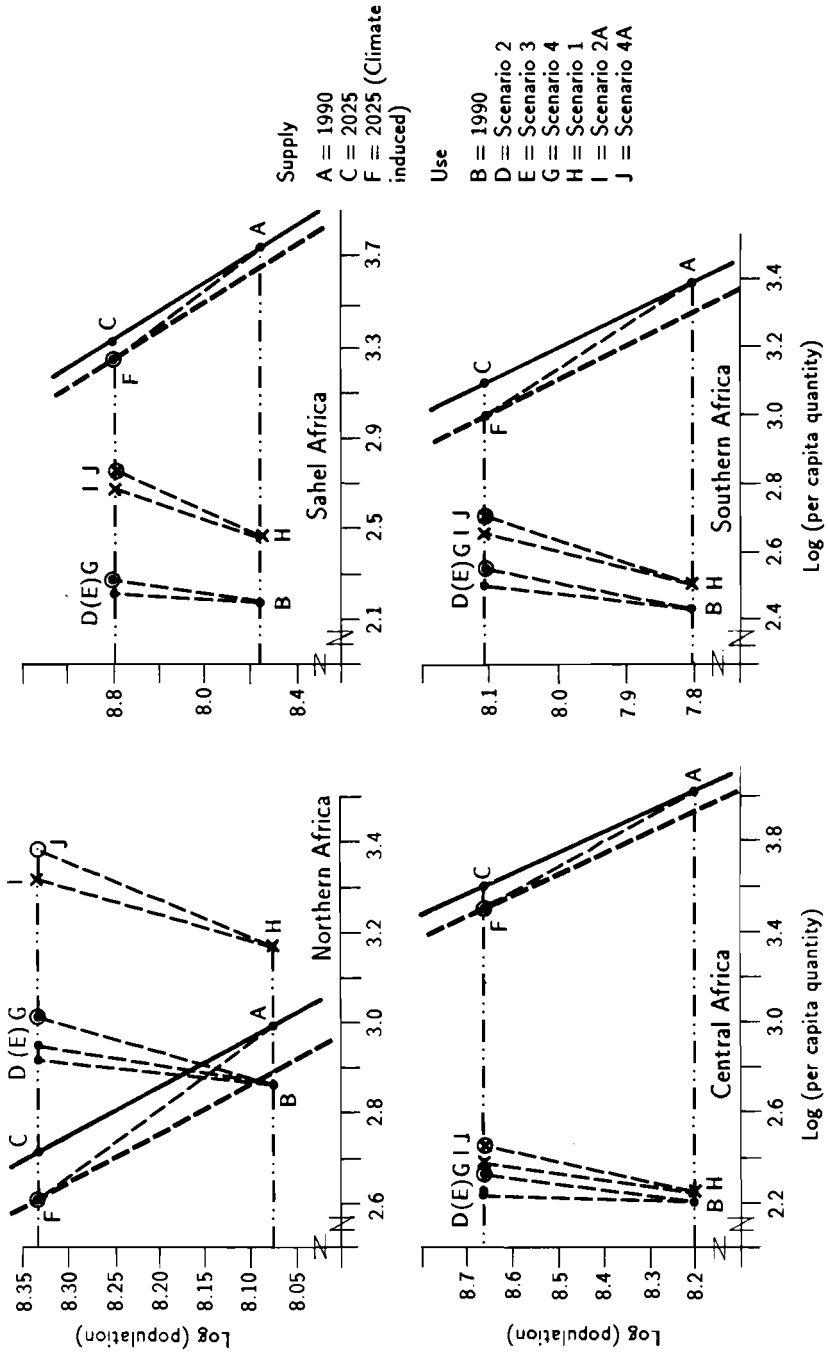 Log (population)
8.35
8.30
8.25
8.20
8.15
8.10
8.05
C
D (E) G
I
J
F
A
H
B
Northern Africa
2.6
2.8
3.0
3.2
3.4
8.8
8.0
8.4
D(E)G
I J
C
F
A
B
H
Sahel Africa
2.1
2.5
2.9
3.3
3.7
Log (population)
8.7
8.6
8.5
8.4
8.3
8.2
D(E)G I J
C
F
A
B H
Central Africa
2.2
2.6
3.0
3.4
3.8
Log (per capita quantity)
8.1
8.0
7.9
7.8
D(E)G I J
C
F
A
B H
Southern Africa
2.4
2.6
2.8
3.0
3.2
3.4
Log (per capita quantity)
Supply
A = 1990
C = 2025
F = 2025 (Climate
induced)
Use
B = 1990
D = Scenario 2
E = Scenario 3
G = Scenario 4
H = Scenario 1
I = Scenario 2A
J = Scenario 4A